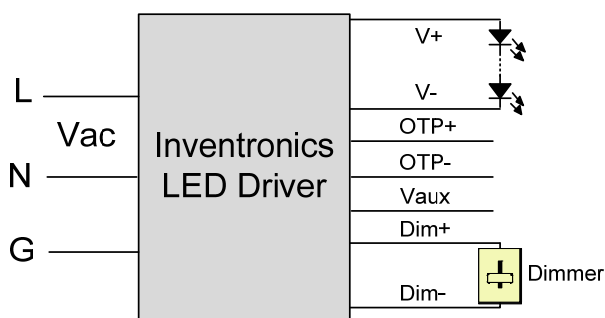 V+
L
V-
Vac
OTP+
Inventronics
LED Driver
N
OTP-
Vaux
G
Dim+
Dimmer
Dim-